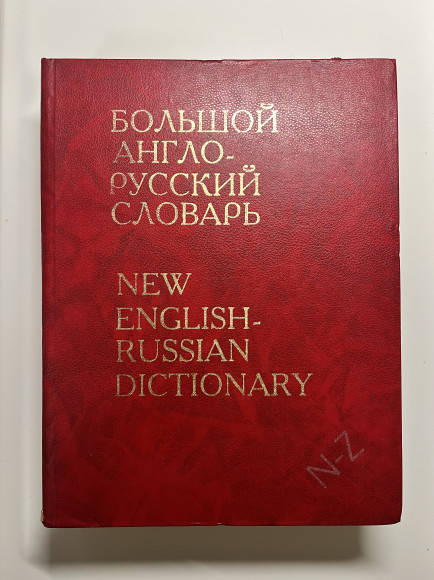 БОЛЬШОЙ
АНГЛО-
РУССКИЙ
СЛОВАРЬ
NEW
ENGLISH-
RUSSIAN
DICTIONARY
N-Z